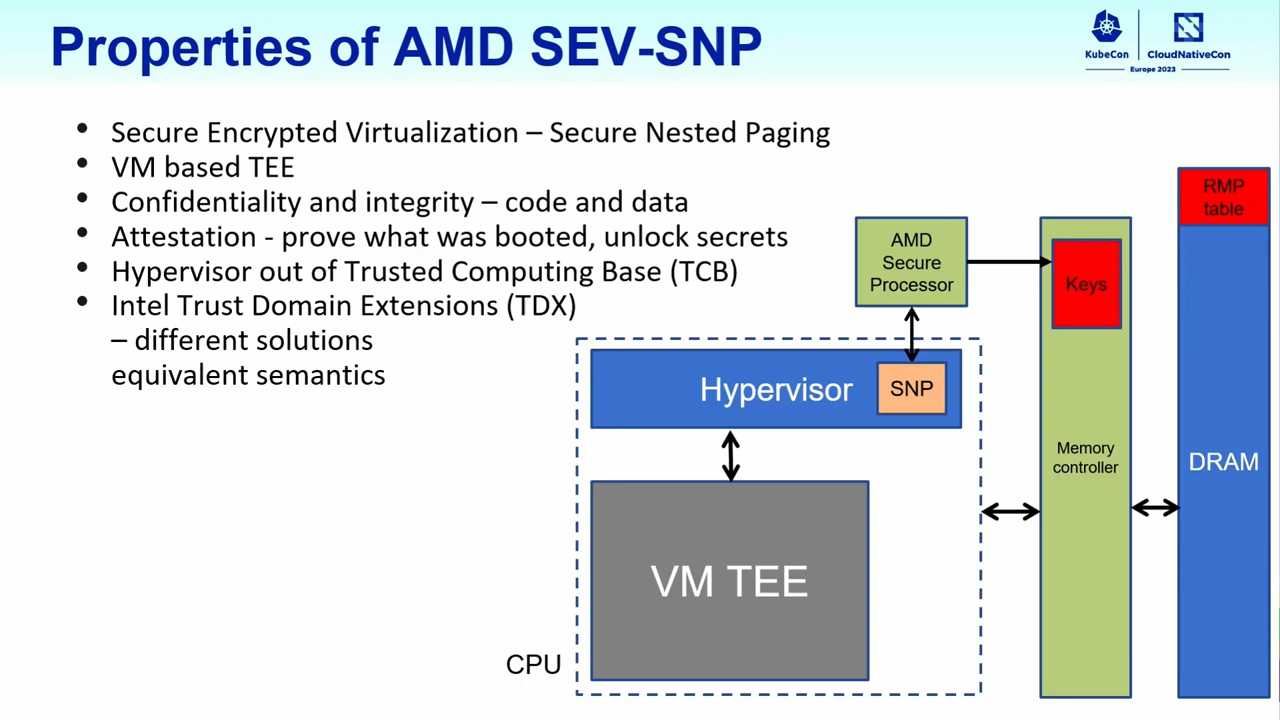 Properties of AMD SEV-SNP
KubeCon
CloudNativeCon
Europe 2023
• Secure Encrypted Virtualization – Secure Nested Paging
• VM based TEE
• Confidentiality and integrity – code and data
• Attestation - prove what was booted, unlock secrets
• Hypervisor out of Trusted Computing Base (TCB)
• Intel Trust Domain Extensions (TDX)
– different solutions
equivalent semantics
AMD
Secure
Processor
Keys
RMP
table
Hypervisor
SNP
Memory
controller
DRAM
VM TEE
CPU